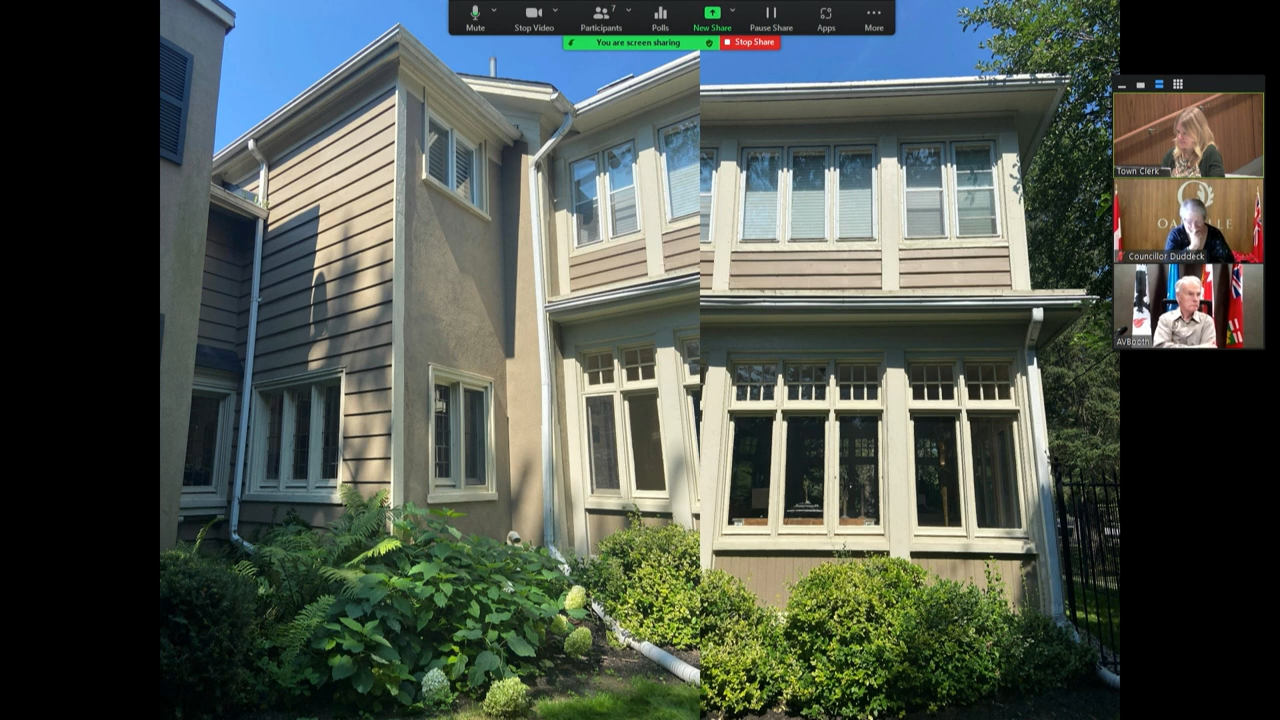 Mute
Stop Video
Participants
7
Polls
New Share
Pause Share
Apps
More
You are screen sharing
Stop Share
Town Clerk
Councillor Duddeck
AVBooth